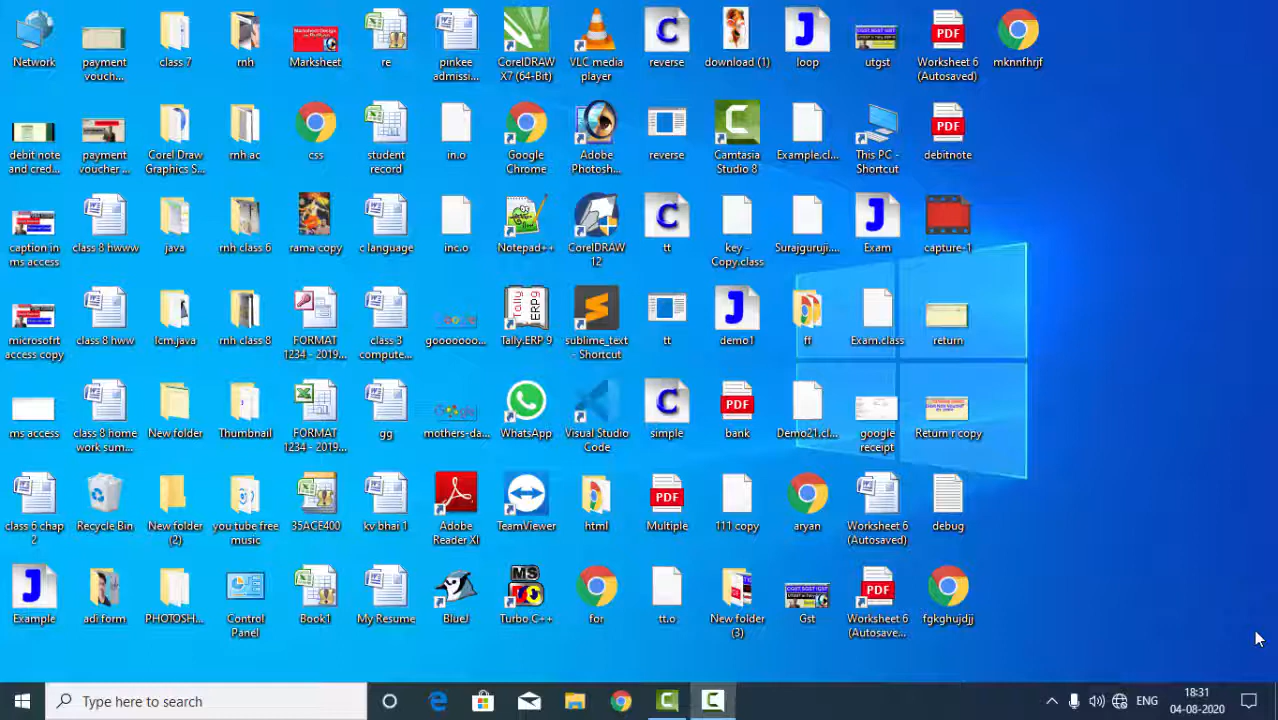 Network
payment
vouch...
class 7
rnh
Marksheet
re
pinkee
admissi...
CorelDRAW
X7 (64-Bit)
VLC media
player
reverse
download (1)
loop
utgst
Worksheet 6
(Autosaved)
mknnfhrjf
debit note
and cred...
payment
voucher ...
Corel Draw
Graphics S...
rnh ac
css
student
record
in.o
Google
Chrome
Adobe
Photosh...
reverse
Camtasia
Studio 8
Example.cl...
This PC -
Shortcut
debitnote
caption in
ms access
class 8 hwww
java
rnh class 6
rama copy
c language
inc.o
Notepad++
CorelDRAW
12
tt
key -
Copy.class
Surajguruji....
Exam
capture-1
microsofrt
access copy
class 8 hww
lcm.java
rnh class 8
FORMAT
1234 - 2019...
class 3
compute...
gooooooo...
Tally.ERP 9
sublime_text
- Shortcut
tt
demo1
ff
Exam.class
return
ms access
class 8 home
work sum...
New folder
Thumbnail
FORMAT
1234 - 2019...
gg
mothers-da...
WhatsApp
Visual Studio
Code
simple
bank
Demo21.cl...
google
receipt
Return r copy
class 6 chap
2
Recycle Bin
New folder
(2)
you tube free
music
35ACE400
kv bhai 1
Adobe
Reader XI
TeamViewer
html
Multiple
111 copy
aryan
Worksheet 6
(Autosaved)
debug
Example
adi form
PHOTOSH...
Control
Panel
Book1
My Resume
BlueJ
Turbo C++
for
tt.o
New folder
(3)
Gst
Worksheet 6
(Autosave...
fgkghujdjj
Type here to search
ENG
18:31
04-08-2020